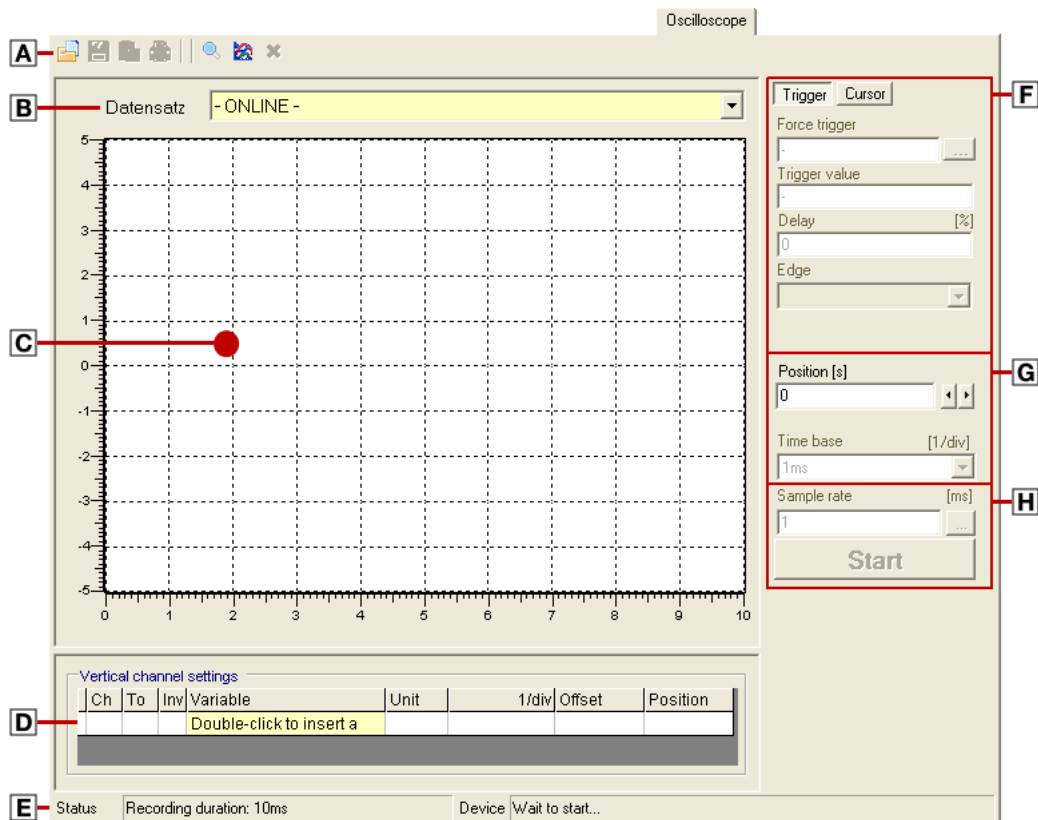 Oscilloscope
A
B
Datensatz
- ONLINE -
5
4
3
2
1
0
-1
-2
-3
-4
-5
0 1 2 3 4 5 6 7 8 9 10
C
Vertical channel settings
Ch To Inv Variable Unit 1/div Offset Position
Double-click to insert a
D
E
Status Recording duration: 10ms Device Wait to start...
Trigger Cursor
F
Force trigger
-
...
Trigger value
-
Delay [%]
0
Edge
Position [s]
G
0
Time base [1/div]
1ms
Sample rate [ms]
H
1
...
Start